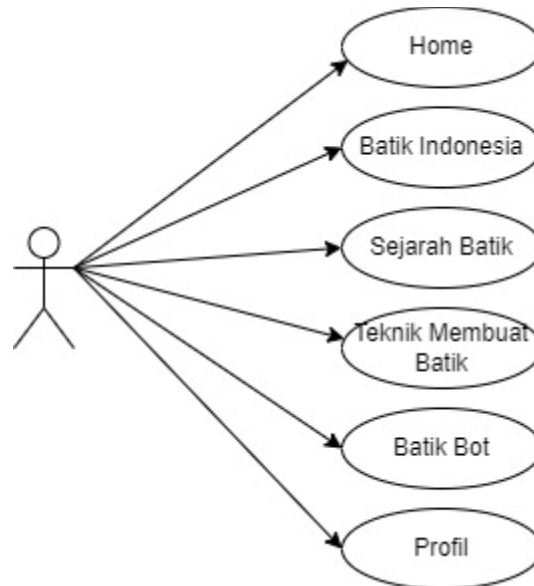 Home
Batik Indonesia
Sejarah Batik
Teknik Membuat
Batik
Batik Bot
Profil